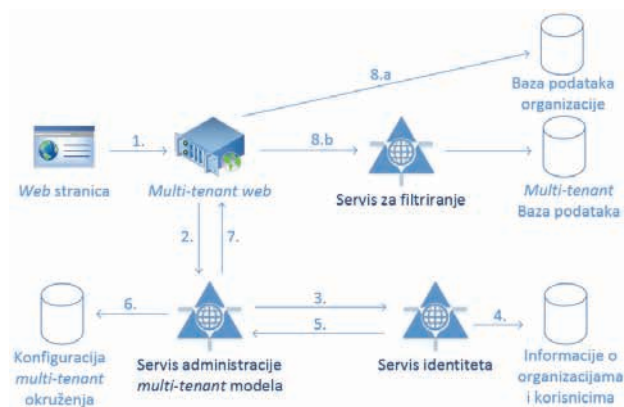 8.a
Baza podataka
organizacije
1.
8.b
Web stranica
Multi-tenant web
Servis za filtriranje
Multi-tenant
Baza podataka
2.
7.
6.
3.
5.
4.
Konfiguracija
multi-tenant
okruženja
Servis administracije
multi-tenant modela
Servis identiteta
Informacije o
organizacijama
i korisnicima